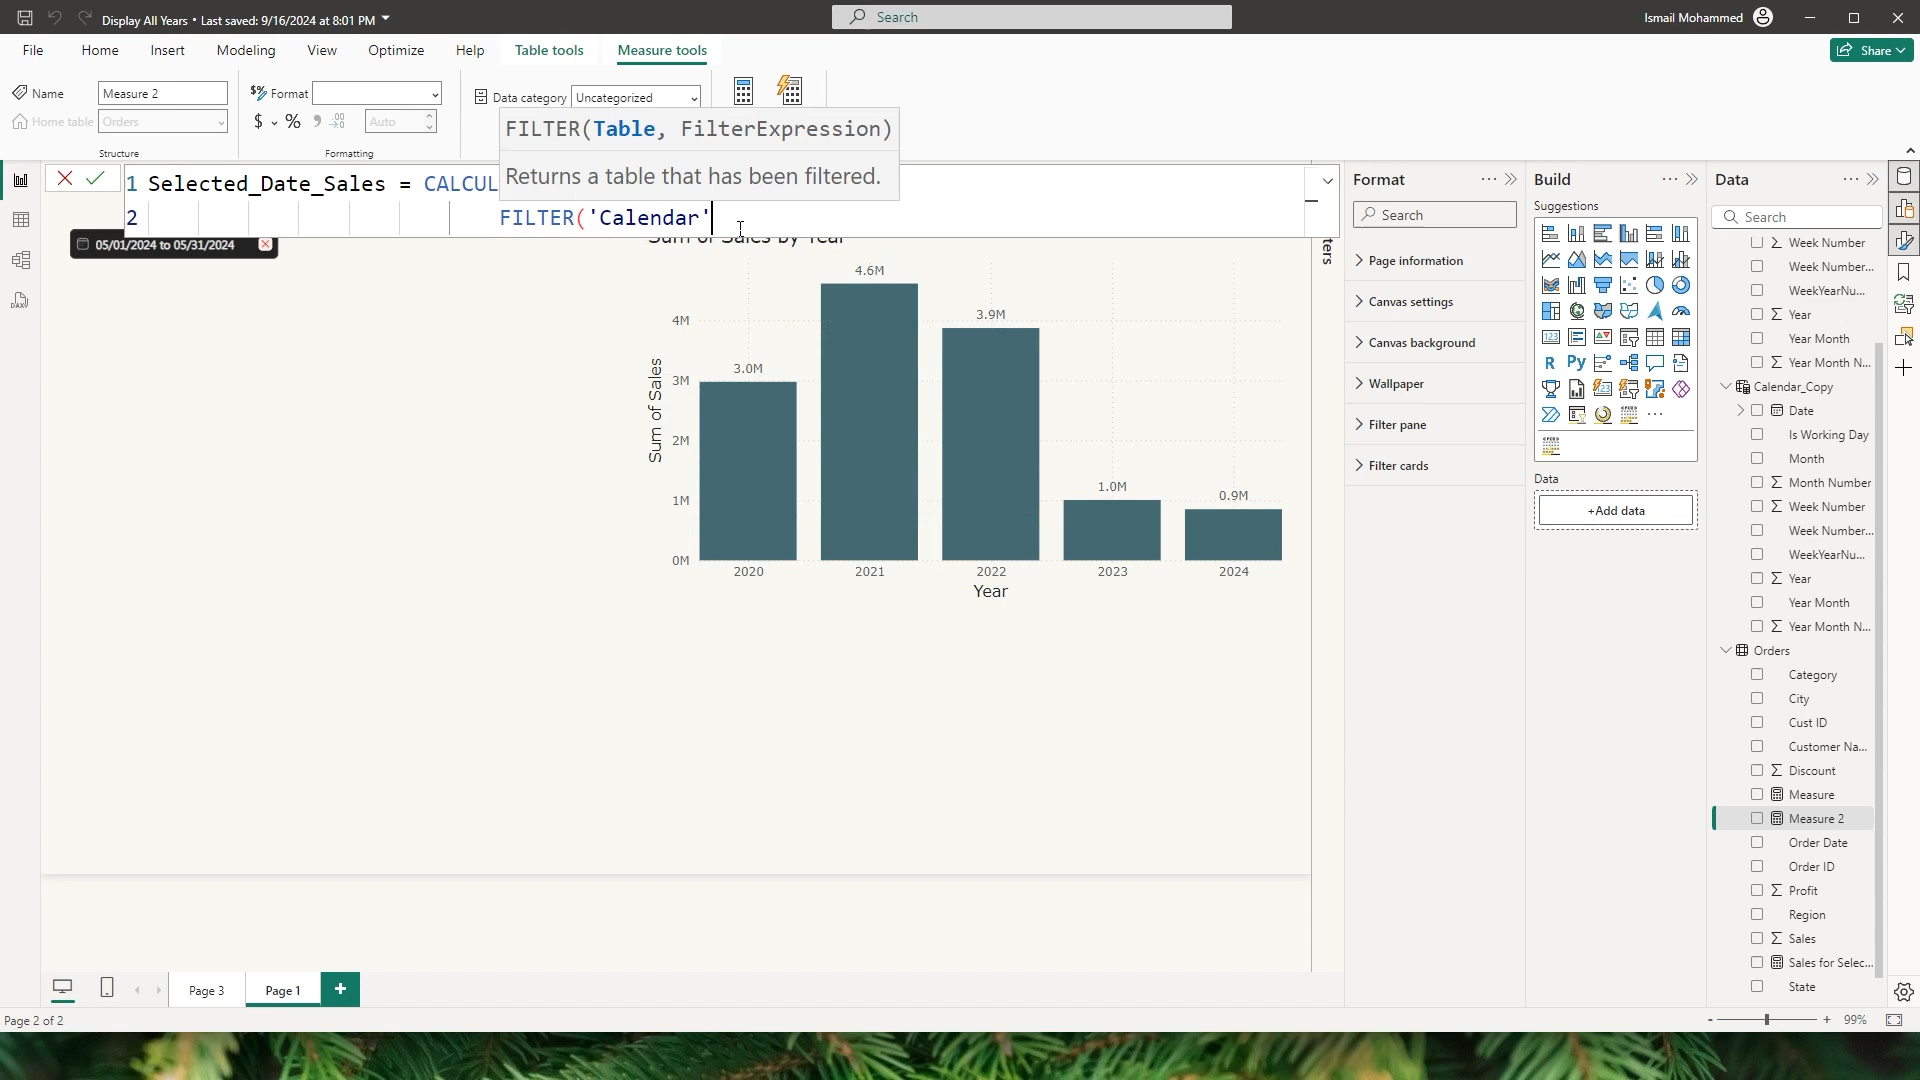 Display All Years • Last saved: 9/16/2024 at 8:01 PM
Search
Ismail Mohammed
File
Home
Insert
Modeling
View
Optimize
Help
Table tools
Measure tools
Share
Name
Measure 2
Home table
Orders
Structure
Format
$
%
Auto
Formatting
Data category
Uncategorized
FILTER(Table, FilterExpression)
Returns a table that has been filtered.
1 Selected_Date_Sales = CALCUL
2 FILTER('Calendar'
05/01/2024 to 05/31/2024
Sum of Sales by Year
Sum of Sales
4M
3M
2M
1M
0M
3.0M
4.6M
3.9M
1.0M
0.9M
2020
2021
2022
2023
2024
Year
ters
Format
Search
Page information
Canvas settings
Canvas background
Wallpaper
Filter pane
Filter cards
Build
Suggestions
123
R
Py
Data
+Add data
Data
Search
Week Number
Week Number...
WeekYearNu...
Year
Year Month
Year Month N...
Calendar_Copy
Date
Is Working Day
Month
Month Number
Week Number
Week Number...
WeekYearNu...
Year
Year Month
Year Month N...
Orders
Category
City
Cust ID
Customer Na...
Discount
Measure
Measure 2
Order Date
Order ID
Profit
Region
Sales
Sales for Selec...
State
Page 3
Page 1
Page 2 of 2
99%